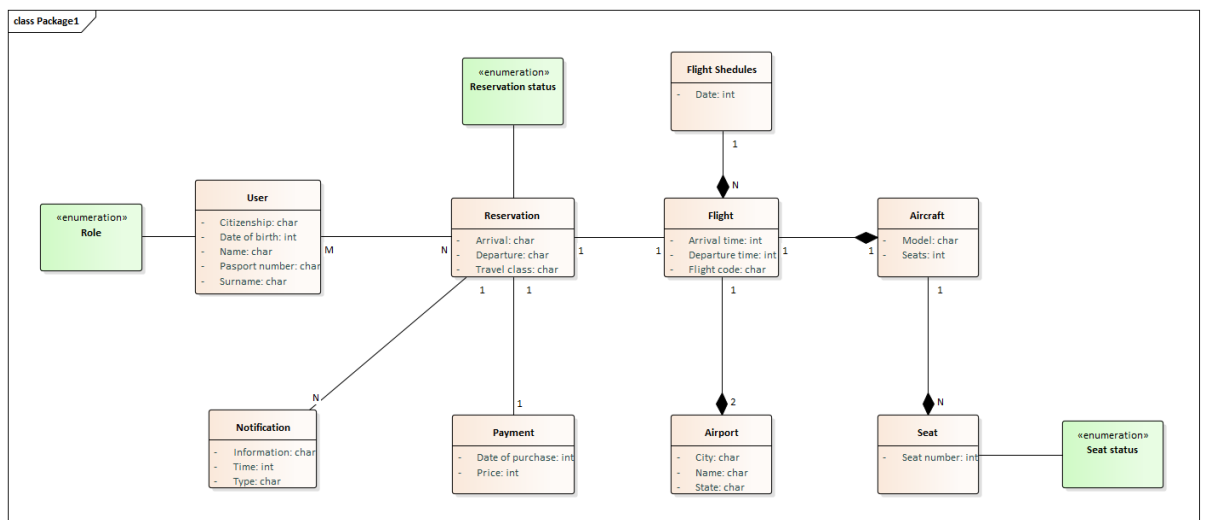 class Package1
«enumeration»
Reservation status
Flight Shedules
- Date: int
1
N
«enumeration»
Role
User
- Citizenship: char
- Date of birth: int
- Name: char
- Pasport number: char
- Surname: char
M
N
Reservation
- Arrival: char
- Departure: char
- Travel class: char
1
1
Flight
- Arrival time: int
- Departure time: int
- Flight code: char
1
1
Aircraft
- Model: char
- Seats: int
1
1
1
1
N
1
2
N
Notification
- Information: char
- Time: int
- Type: char
Payment
- Date of purchase: int
- Price: int
Airport
- City: char
- Name: char
- State: char
Seat
- Seat number: int
«enumeration»
Seat status